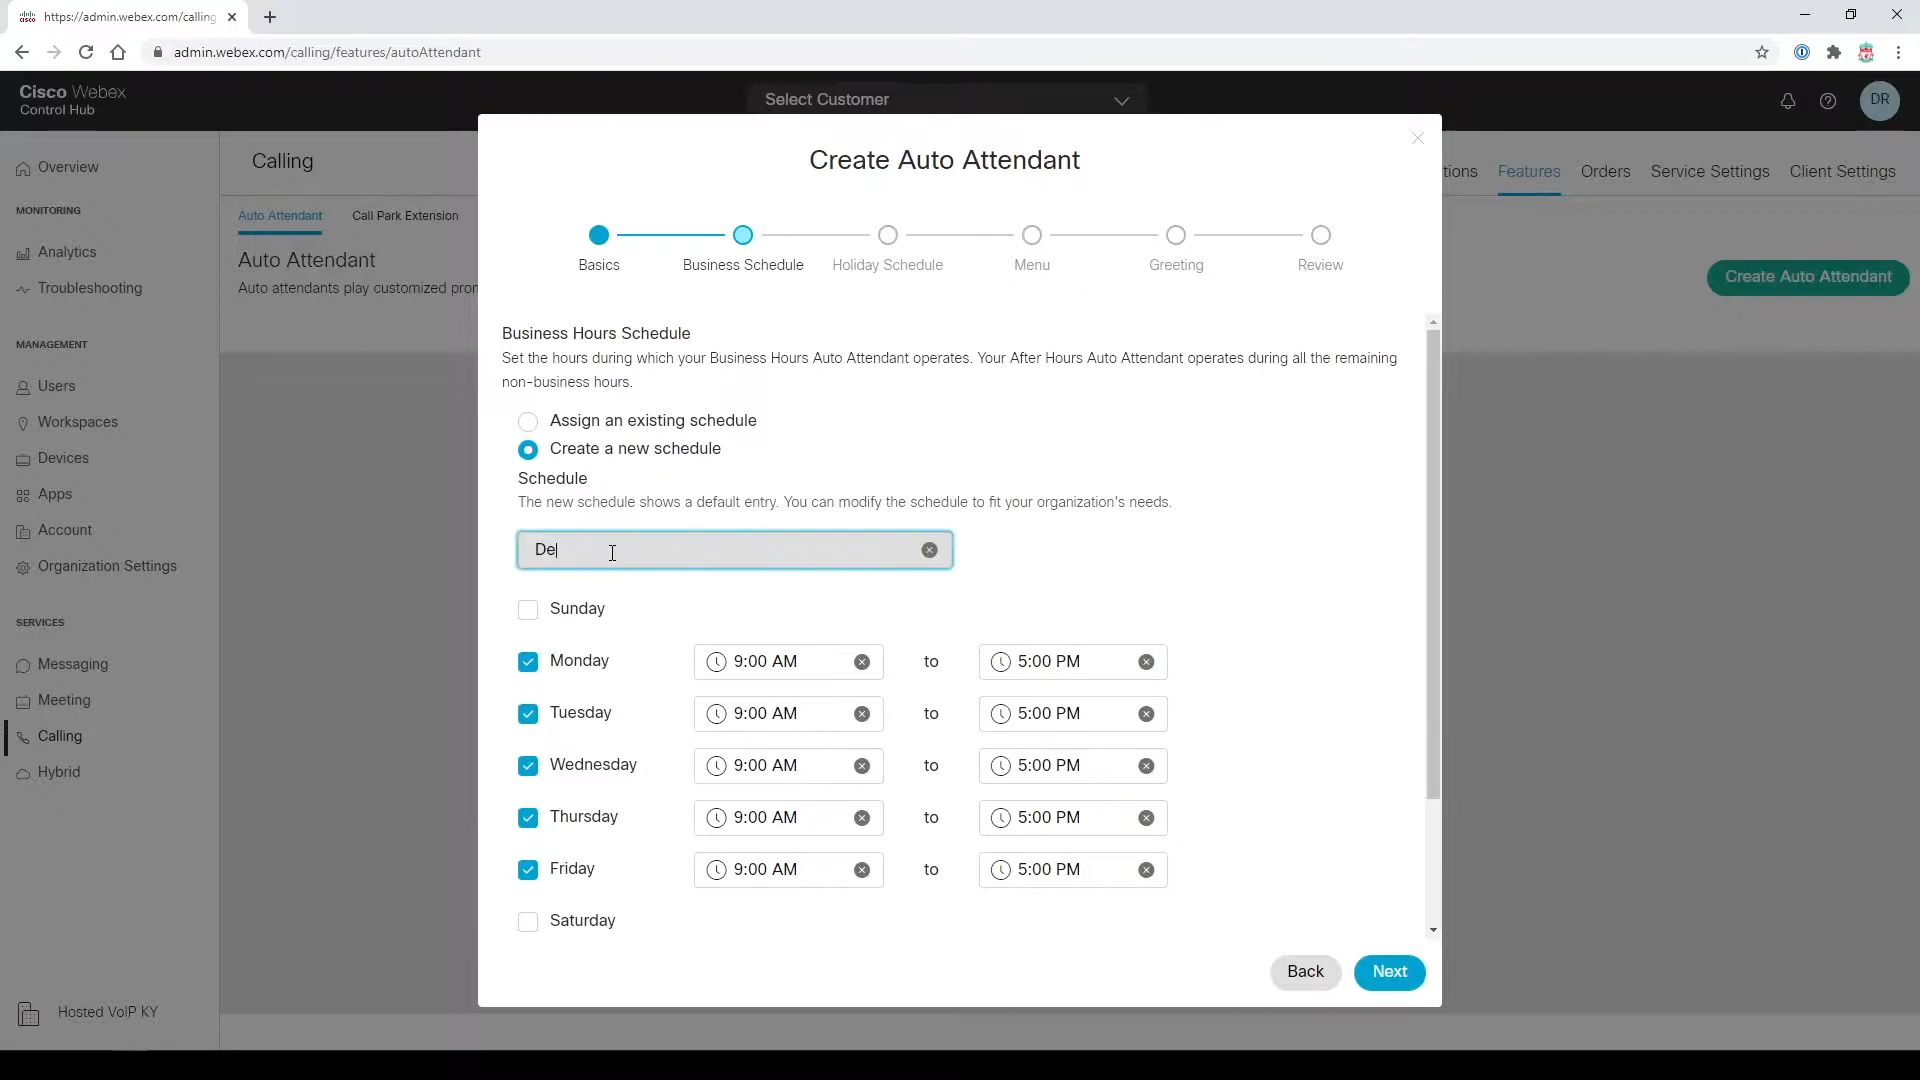 https://admin.webex.com/calling
admin.webex.com/calling/features/autoAttendant
Cisco Webex
Control Hub
Select Customer
DR
Overview
MONITORING
Analytics
Troubleshooting
MANAGEMENT
Users
Workspaces
Devices
Apps
Account
Organization Settings
SERVICES
Messaging
Meeting
Calling
Hybrid
Hosted VoIP KY
Calling
Features
Orders
Service Settings
Client Settings
Auto Attendant
Call Park Extension
Auto Attendant
Auto attendants play customized
Create Auto Attendant
Create Auto Attendant
Basics
Business Schedule
Holiday Schedule
Menu
Greeting
Review
Business Hours Schedule
Set the hours during which your Business Hours Auto Attendant operates. Your After Hours Auto Attendant operates during all the remaining
non-business hours.
Assign an existing schedule
Create a new schedule
Schedule
The new schedule shows a default entry. You can modify the schedule to fit your organization's needs.
De
Sunday
Monday 9:00 AM to 5:00 PM
Tuesday 9:00 AM to 5:00 PM
Wednesday 9:00 AM to 5:00 PM
Thursday 9:00 AM to 5:00 PM
Friday 9:00 AM to 5:00 PM
Saturday
Back
Next